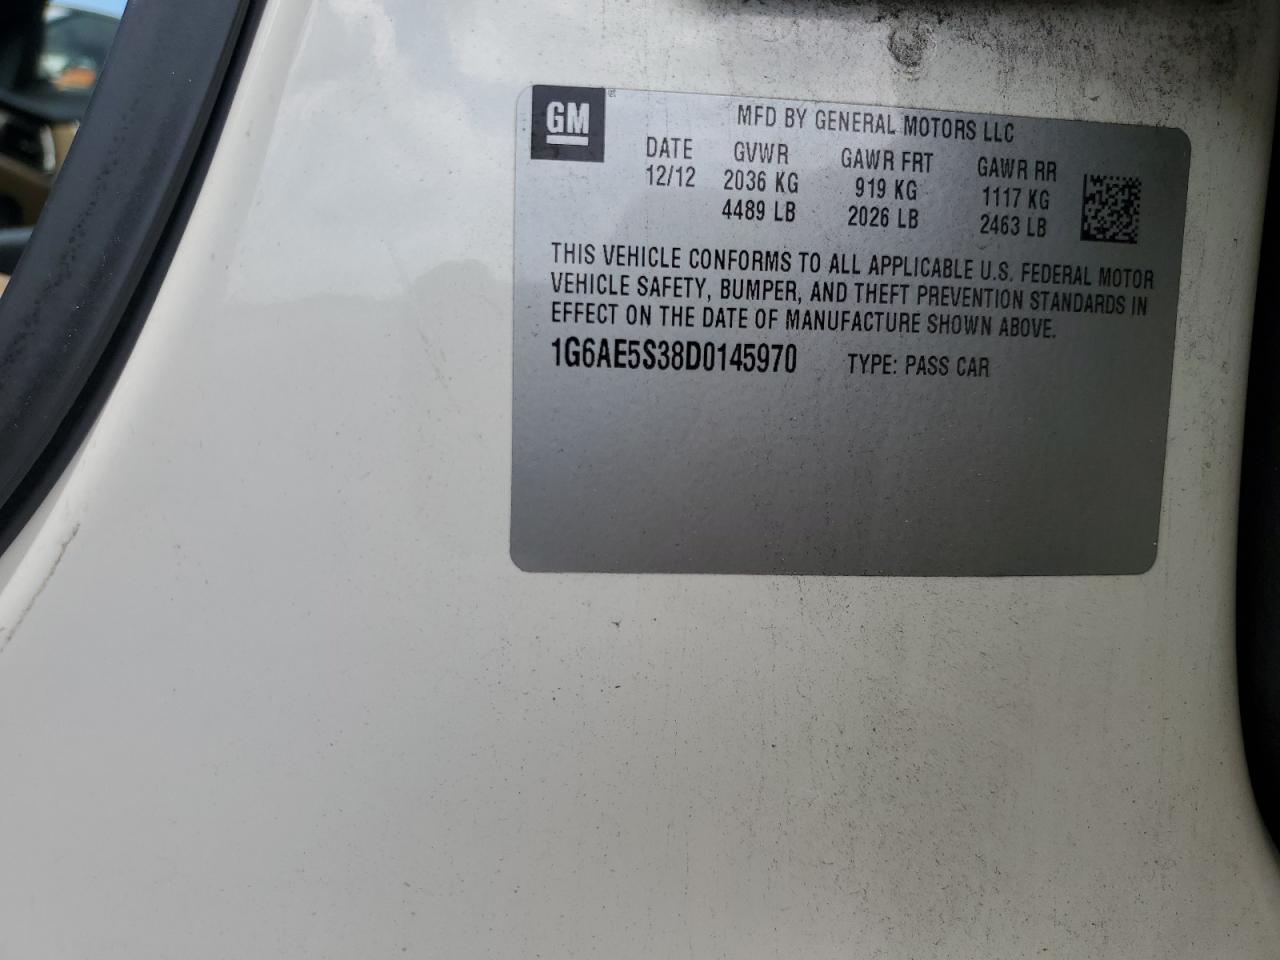 GM
MFD BY GENERAL MOTORS LLC
DATE GVWR GAWR FRT GAWR RR
12/12 2036 KG 919 KG 1117 KG
4489 LB 2026 LB 2463 LB
THIS VEHICLE CONFORMS TO ALL APPLICABLE U.S. FEDERAL MOTOR
VEHICLE SAFETY, BUMPER, AND THEFT PREVENTION STANDARDS IN
EFFECT ON THE DATE OF MANUFACTURE SHOWN ABOVE.
1G6AE5S38D0145970 TYPE: PASS CAR